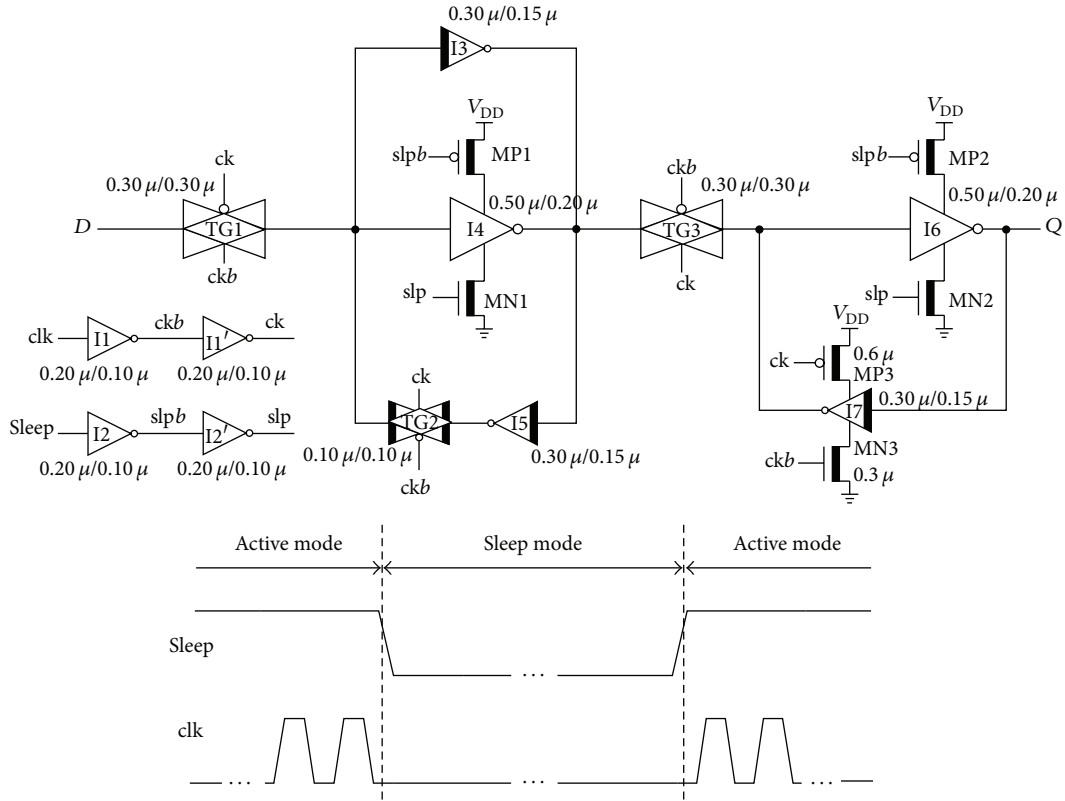 0.30 μ/0.15 μ
I3
V_DD
slpb
MP1
V_DD
slpb
MP2
ck
0.30 μ/0.30 μ
ckb
0.30 μ/0.30 μ
0.50 μ/0.20 μ
0.50 μ/0.20 μ
D
TG1
I4
TG3
I6
Q
ckb
ck
slp
MN1
slp
MN2
clk
I1
ckb
I1′
ck
0.20 μ/0.10 μ
0.20 μ/0.10 μ
V_DD
ck
0.6 μ
MP3
ck
I7
0.30 μ/0.15 μ
Sleep
I2
slpb
I2′
slp
TG2
I5
0.20 μ/0.10 μ
0.20 μ/0.10 μ
0.10 μ/0.10 μ
0.30 μ/0.15 μ
ckb
MN3
ckb
0.3 μ
Active mode
Sleep mode
Active mode
Sleep
...
clk
...
...
...